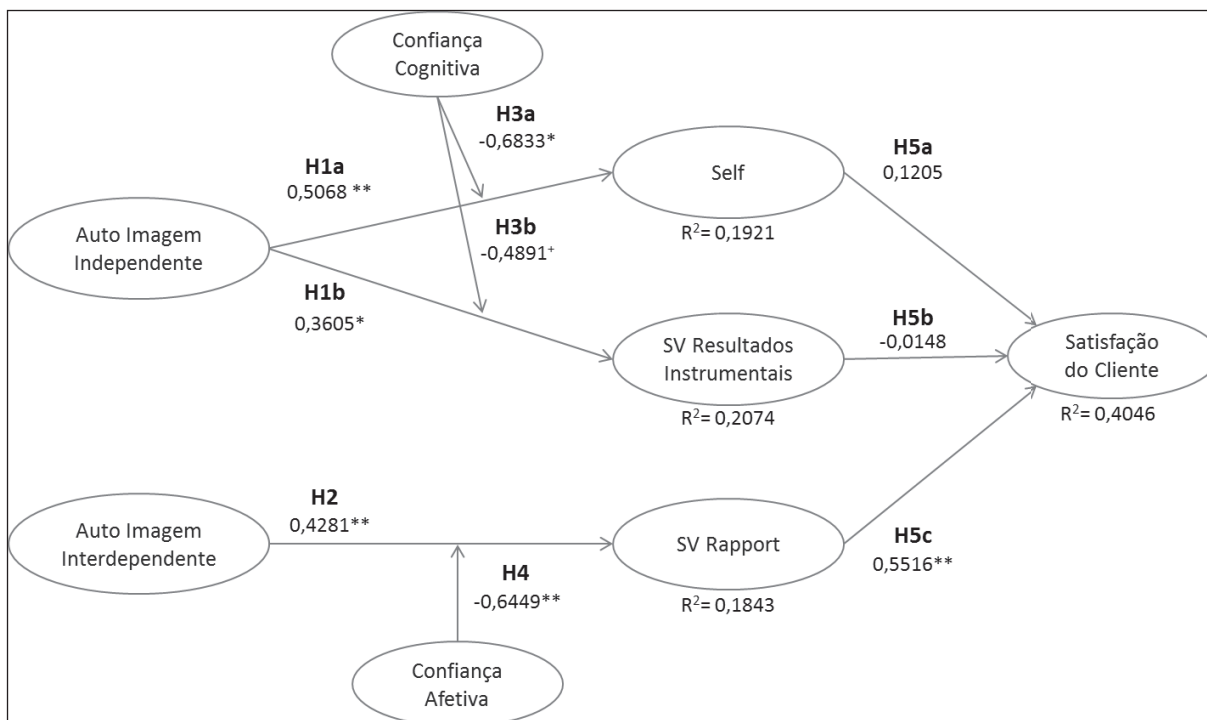 Confiança
Cognitiva
H3a
-0,6833*
H1a
0,5068 **
Self
R²= 0,1921
H5a
0,1205
Auto Imagem
Independente
H3b
-0,4891⁺
H1b
0,3605*
SV Resultados
Instrumentais
R²= 0,2074
H5b
-0,0148
Satisfação
do Cliente
R²= 0,4046
Auto Imagem
Interdependente
H2
0,4281**
H4
-0,6449**
SV Rapport
R²= 0,1843
H5c
0,5516**
Confiança
Afetiva